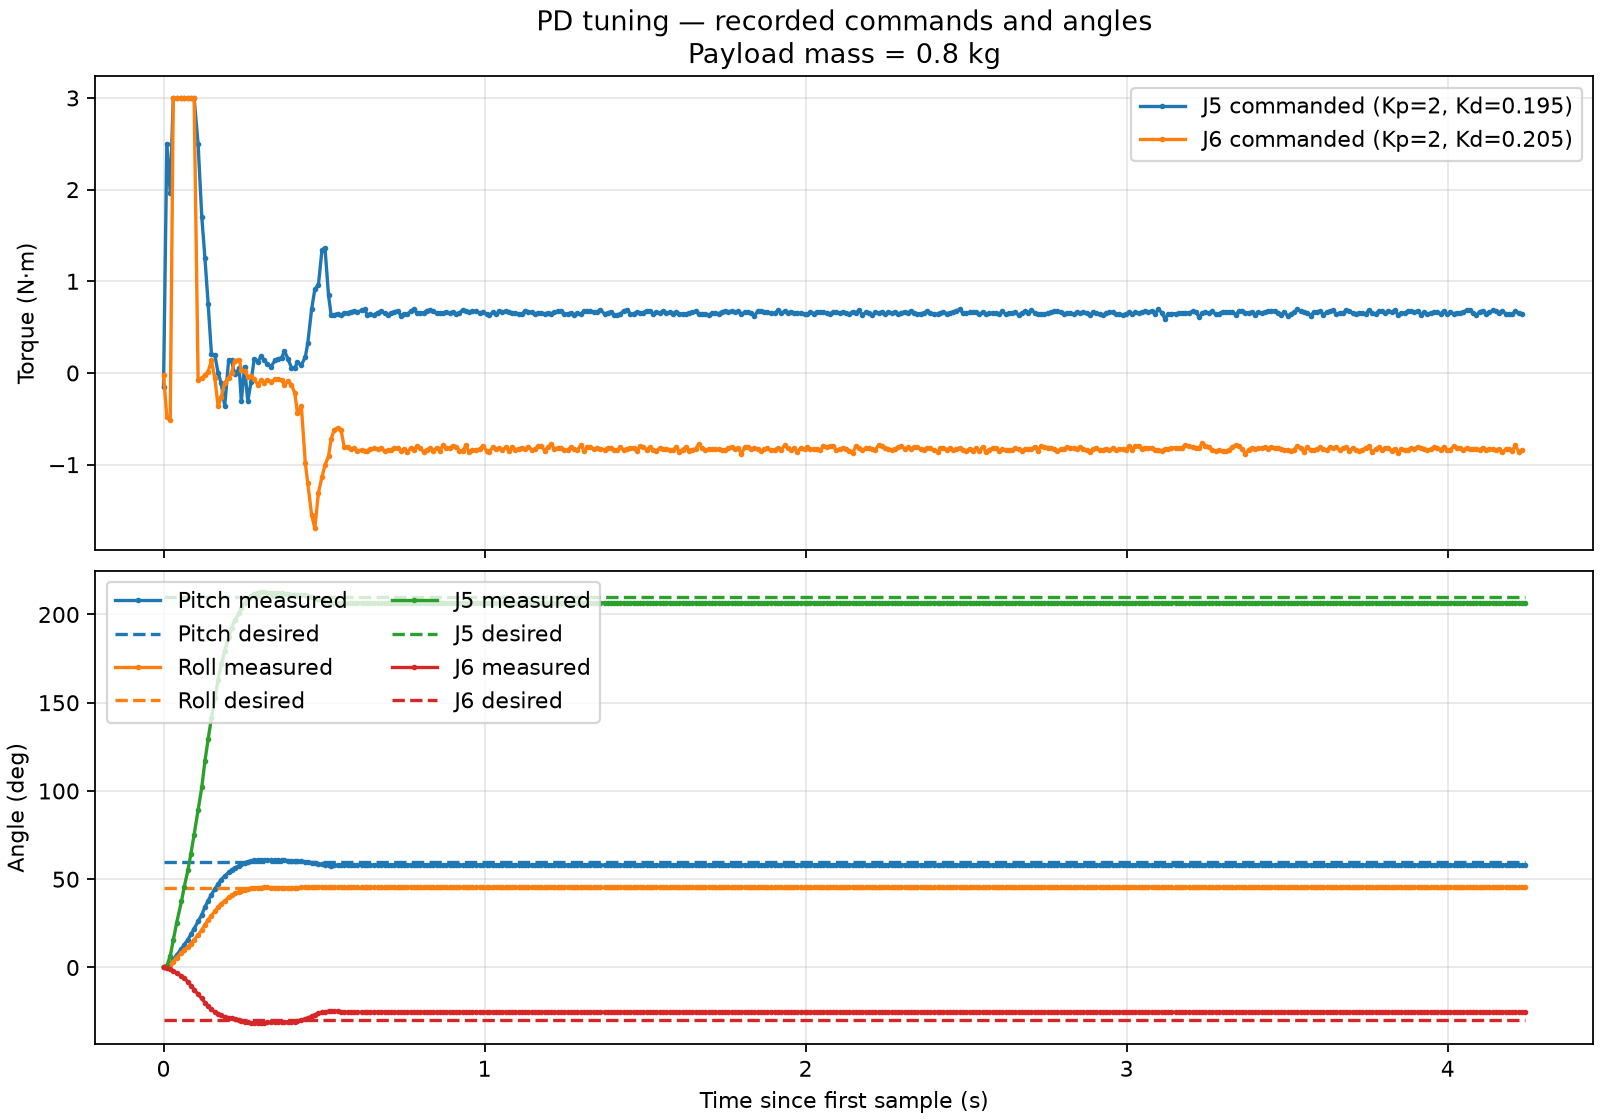 PD tuning — recorded commands and angles
Payload mass = 0.8 kg
Torque (N·m)
3
2
1
0
−1
J5 commanded (Kp=2, Kd=0.195)
J6 commanded (Kp=2, Kd=0.205)
Angle (deg)
200
150
100
50
0
Pitch measured
Pitch desired
Roll measured
Roll desired
J5 measured
J5 desired
J6 measured
J6 desired
0 1 2 3 4
Time since first sample (s)